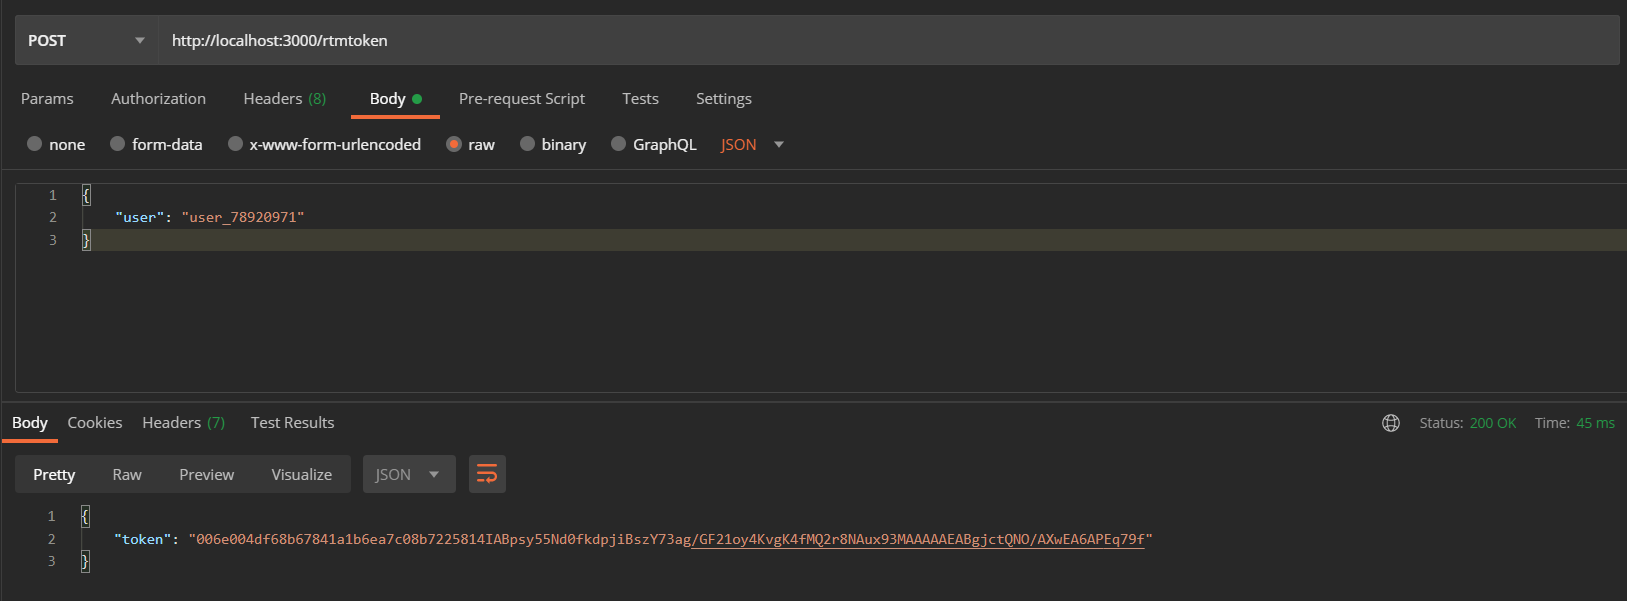 POST http://localhost:3000/rtmtoken
Params Authorization Headers (8) Body Pre-request Script Tests Settings
none form-data x-www-form-urlencoded raw binary GraphQL JSON
1 {
2 "user": "user_78920971"
3 }
Body Cookies Headers (7) Test Results Status: 200 OK Time: 45 ms
Pretty Raw Preview Visualize JSON
1 {
2 "token": "006e004df68b67841a1b6ea7c08b7225814IABpsy55Nd0fkdpjiBszY73ag/GF21oy4KvgK4fMQ2r8NAux93MAAAAAEABgjctQNO/AXwEA6APEq79f"
3 }